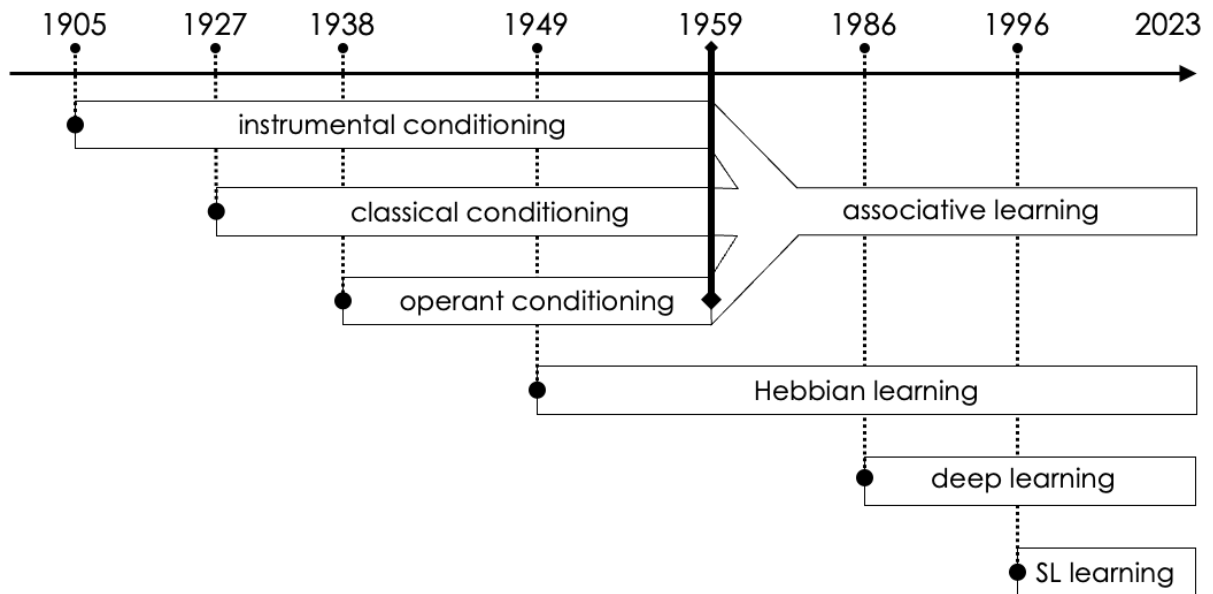 1905 1927 1938 1949 1959 1986 1996 2023
instrumental conditioning
classical conditioning associative learning
operant conditioning
Hebbian learning
deep learning
SL learning